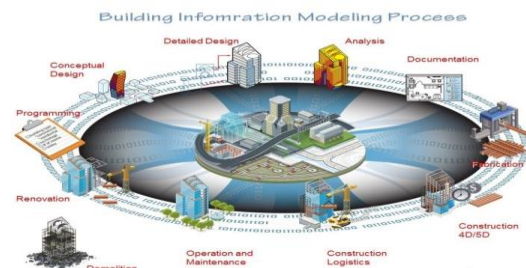 Building Infomration Modeling Process
Detailed Design
Analysis
Conceptual
Design
Documentation
Programming
Fabrication
Renovation
Construction
4D/5D
Operation and
Maintenance
Construction
Logistics
Demolition